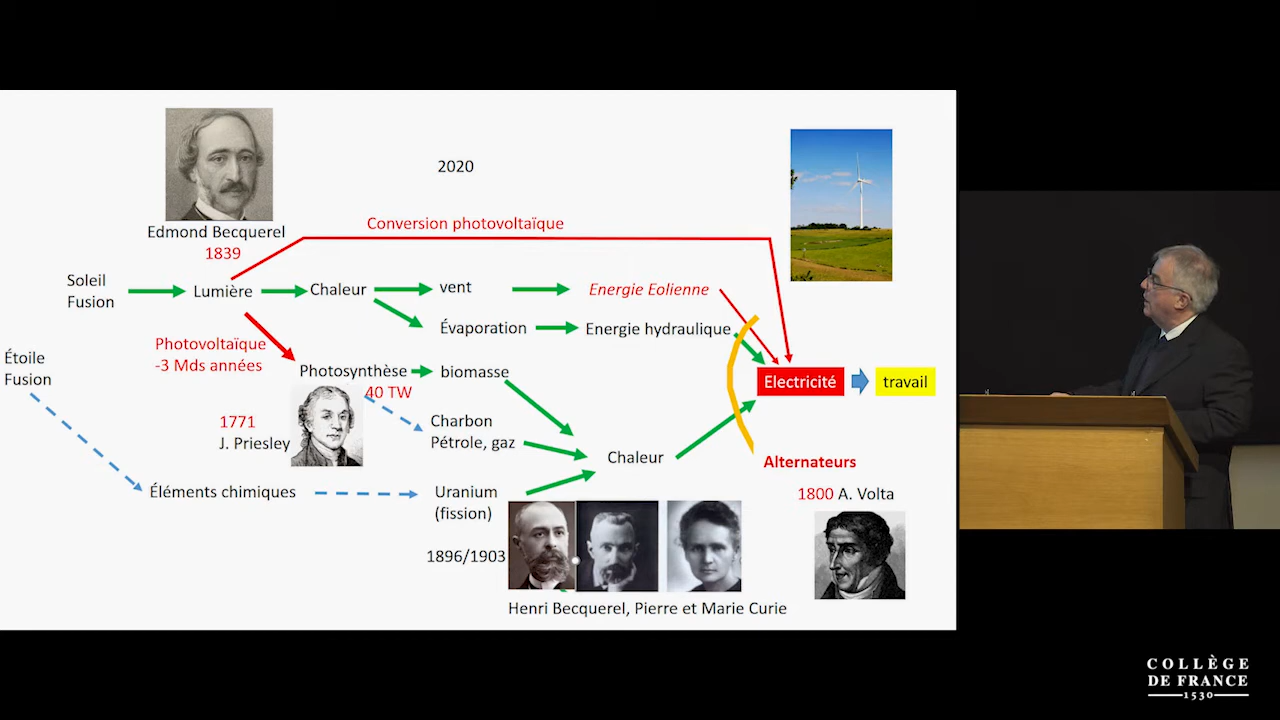 2020
Edmond Becquerel
1839
Conversion photovoltaïque
Soleil
Fusion
Lumière
Chaleur
vent
Energie Eolienne
Évaporation
Energie hydraulique
Photovoltaïque
-3 Mds années
Étoile
Fusion
Photosynthèse
40 TW
biomasse
Electricité
travail
1771
J. Priesley
Charbon
Pétrole, gaz
Chaleur
Alternateurs
Éléments chimiques
Uranium
(fission)
1800 A. Volta
1896/1903
Henri Becquerel, Pierre et Marie Curie
COLLÈGE
DE FRANCE
1530